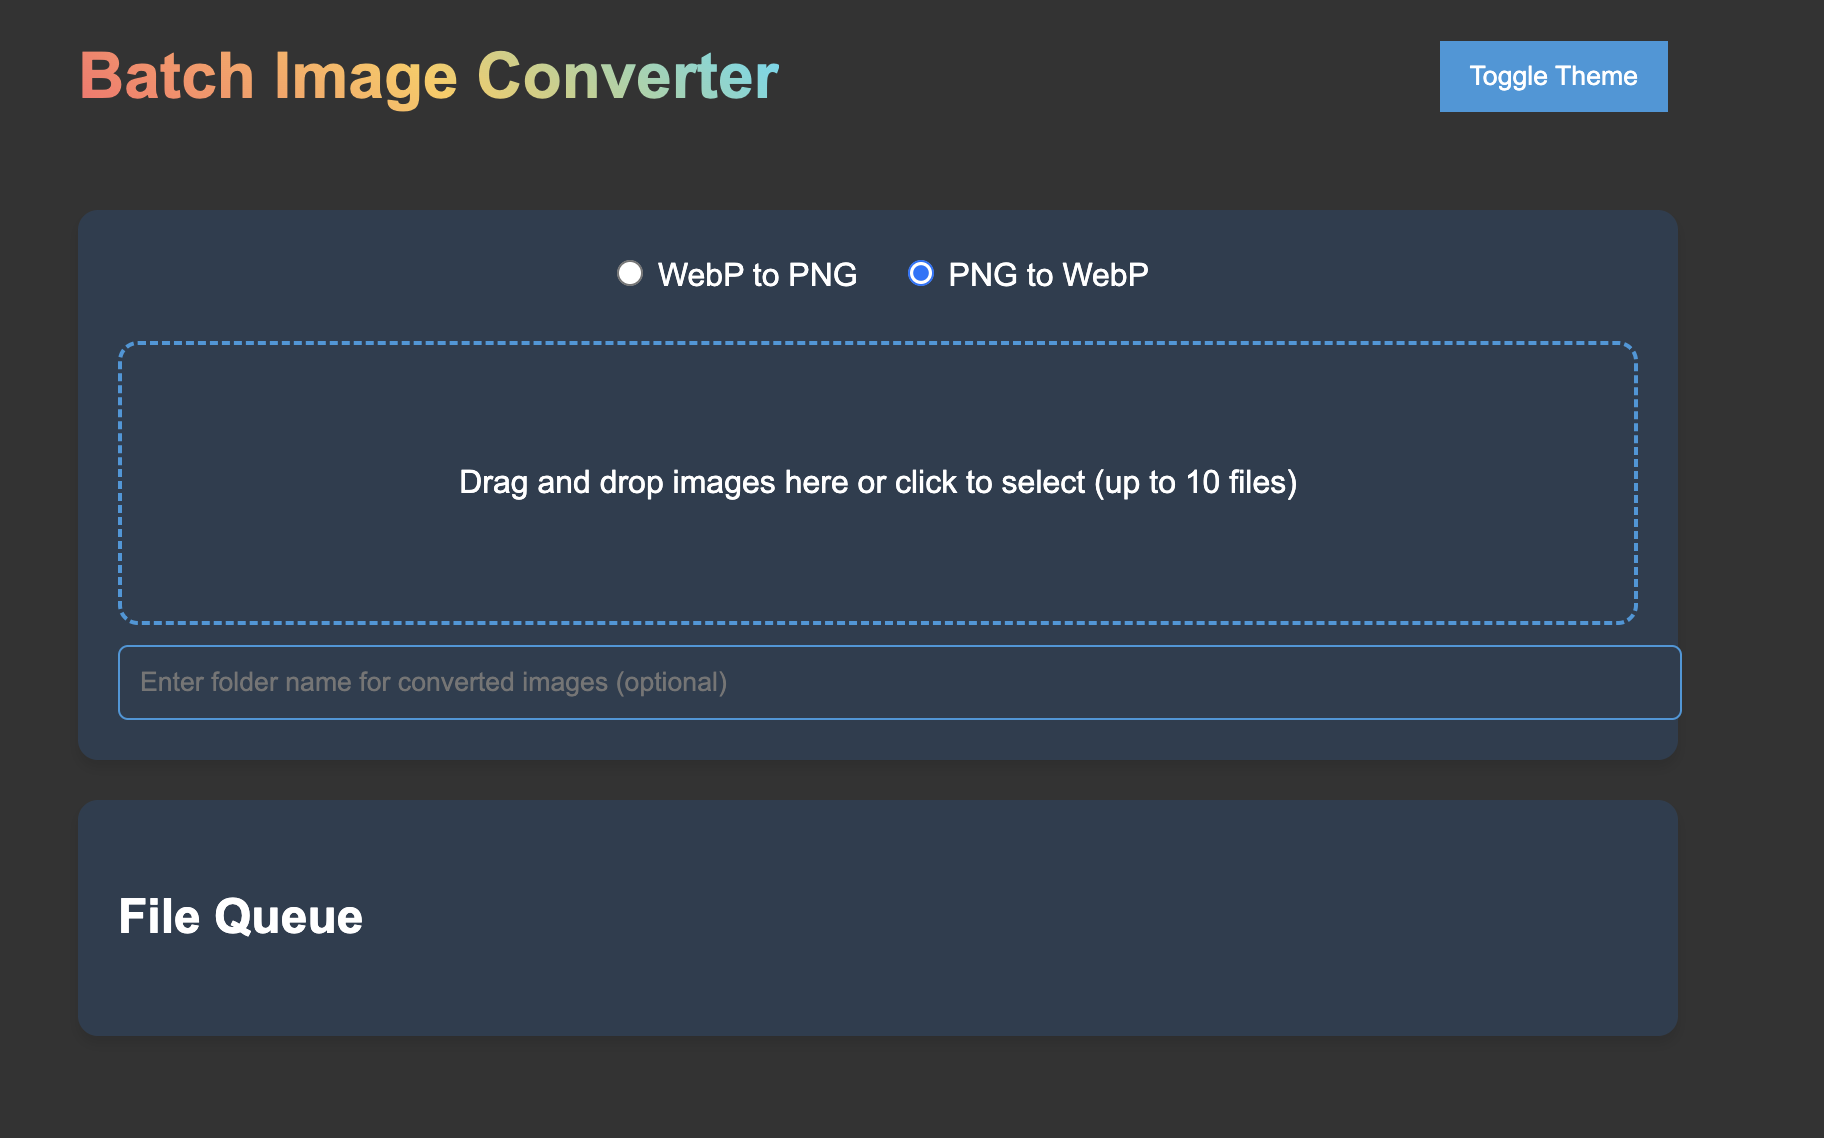 Batch Image Converter
Toggle Theme
WebP to PNG
PNG to WebP
Drag and drop images here or click to select (up to 10 files)
Enter folder name for converted images (optional)
File Queue